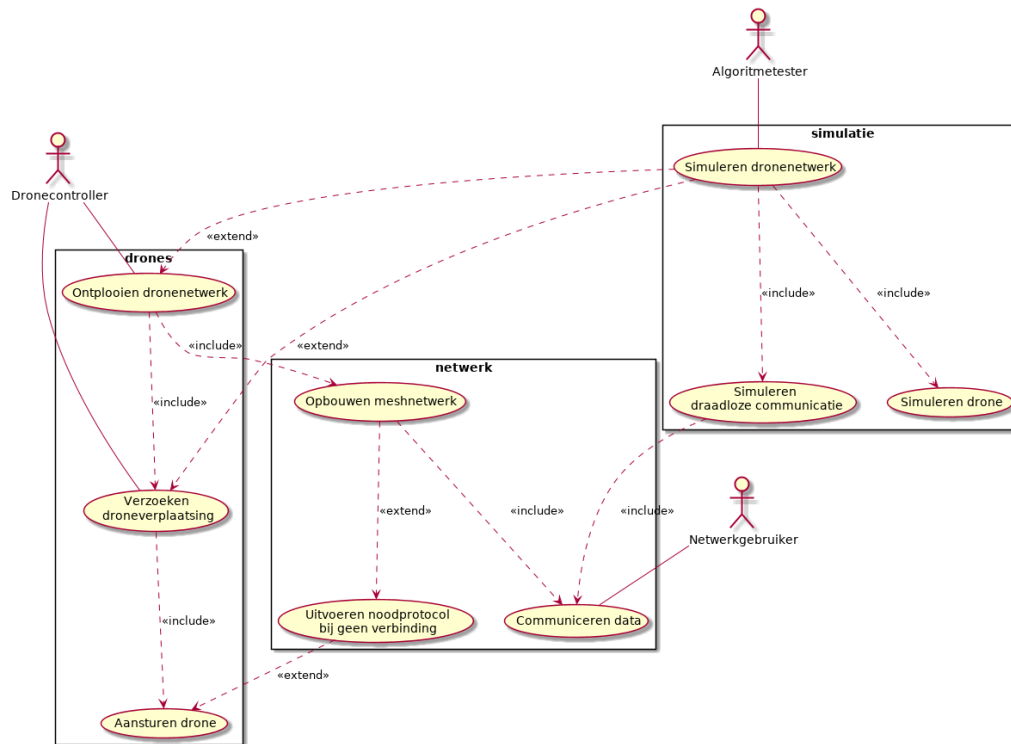 Algoritmetester
simulatie
Simuleren dronenetwerk
Dronecontroller
«extend»
drones
Ontplooien dronenetwerk
«include»
«include»
«include»
«extend»
netwerk
Opbouwen meshnetwerk
«include»
Simuleren
draadloze communicatie
Simuleren drone
Verzoeken
droneverplaatsing
«extend»
«include»
«include»
Netwerkgebruiker
Uitvoeren noodprotocol
bij geen verbinding
Communiceren data
«include»
«extend»
Aansturen drone